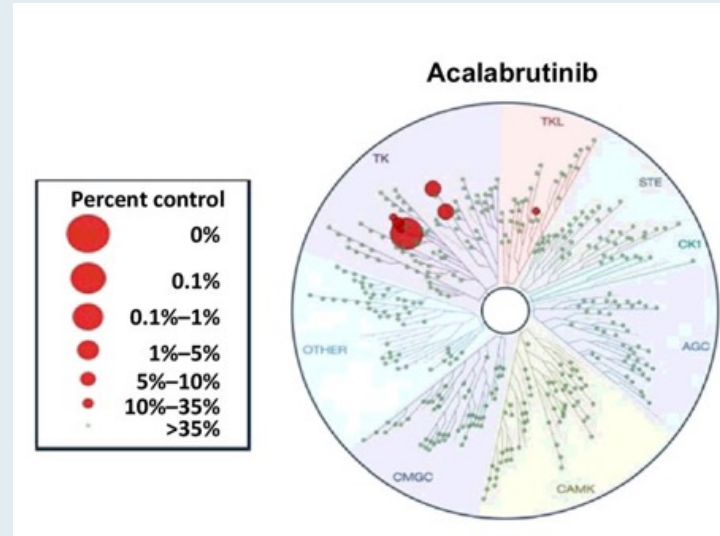 Acalabrutinib
Percent control
0%
0.1%
0.1%–1%
1%–5%
5%–10%
10%–35%
>35%
TK
TKL
STE
CK1
AGC
CAMK
CMGC
OTHER